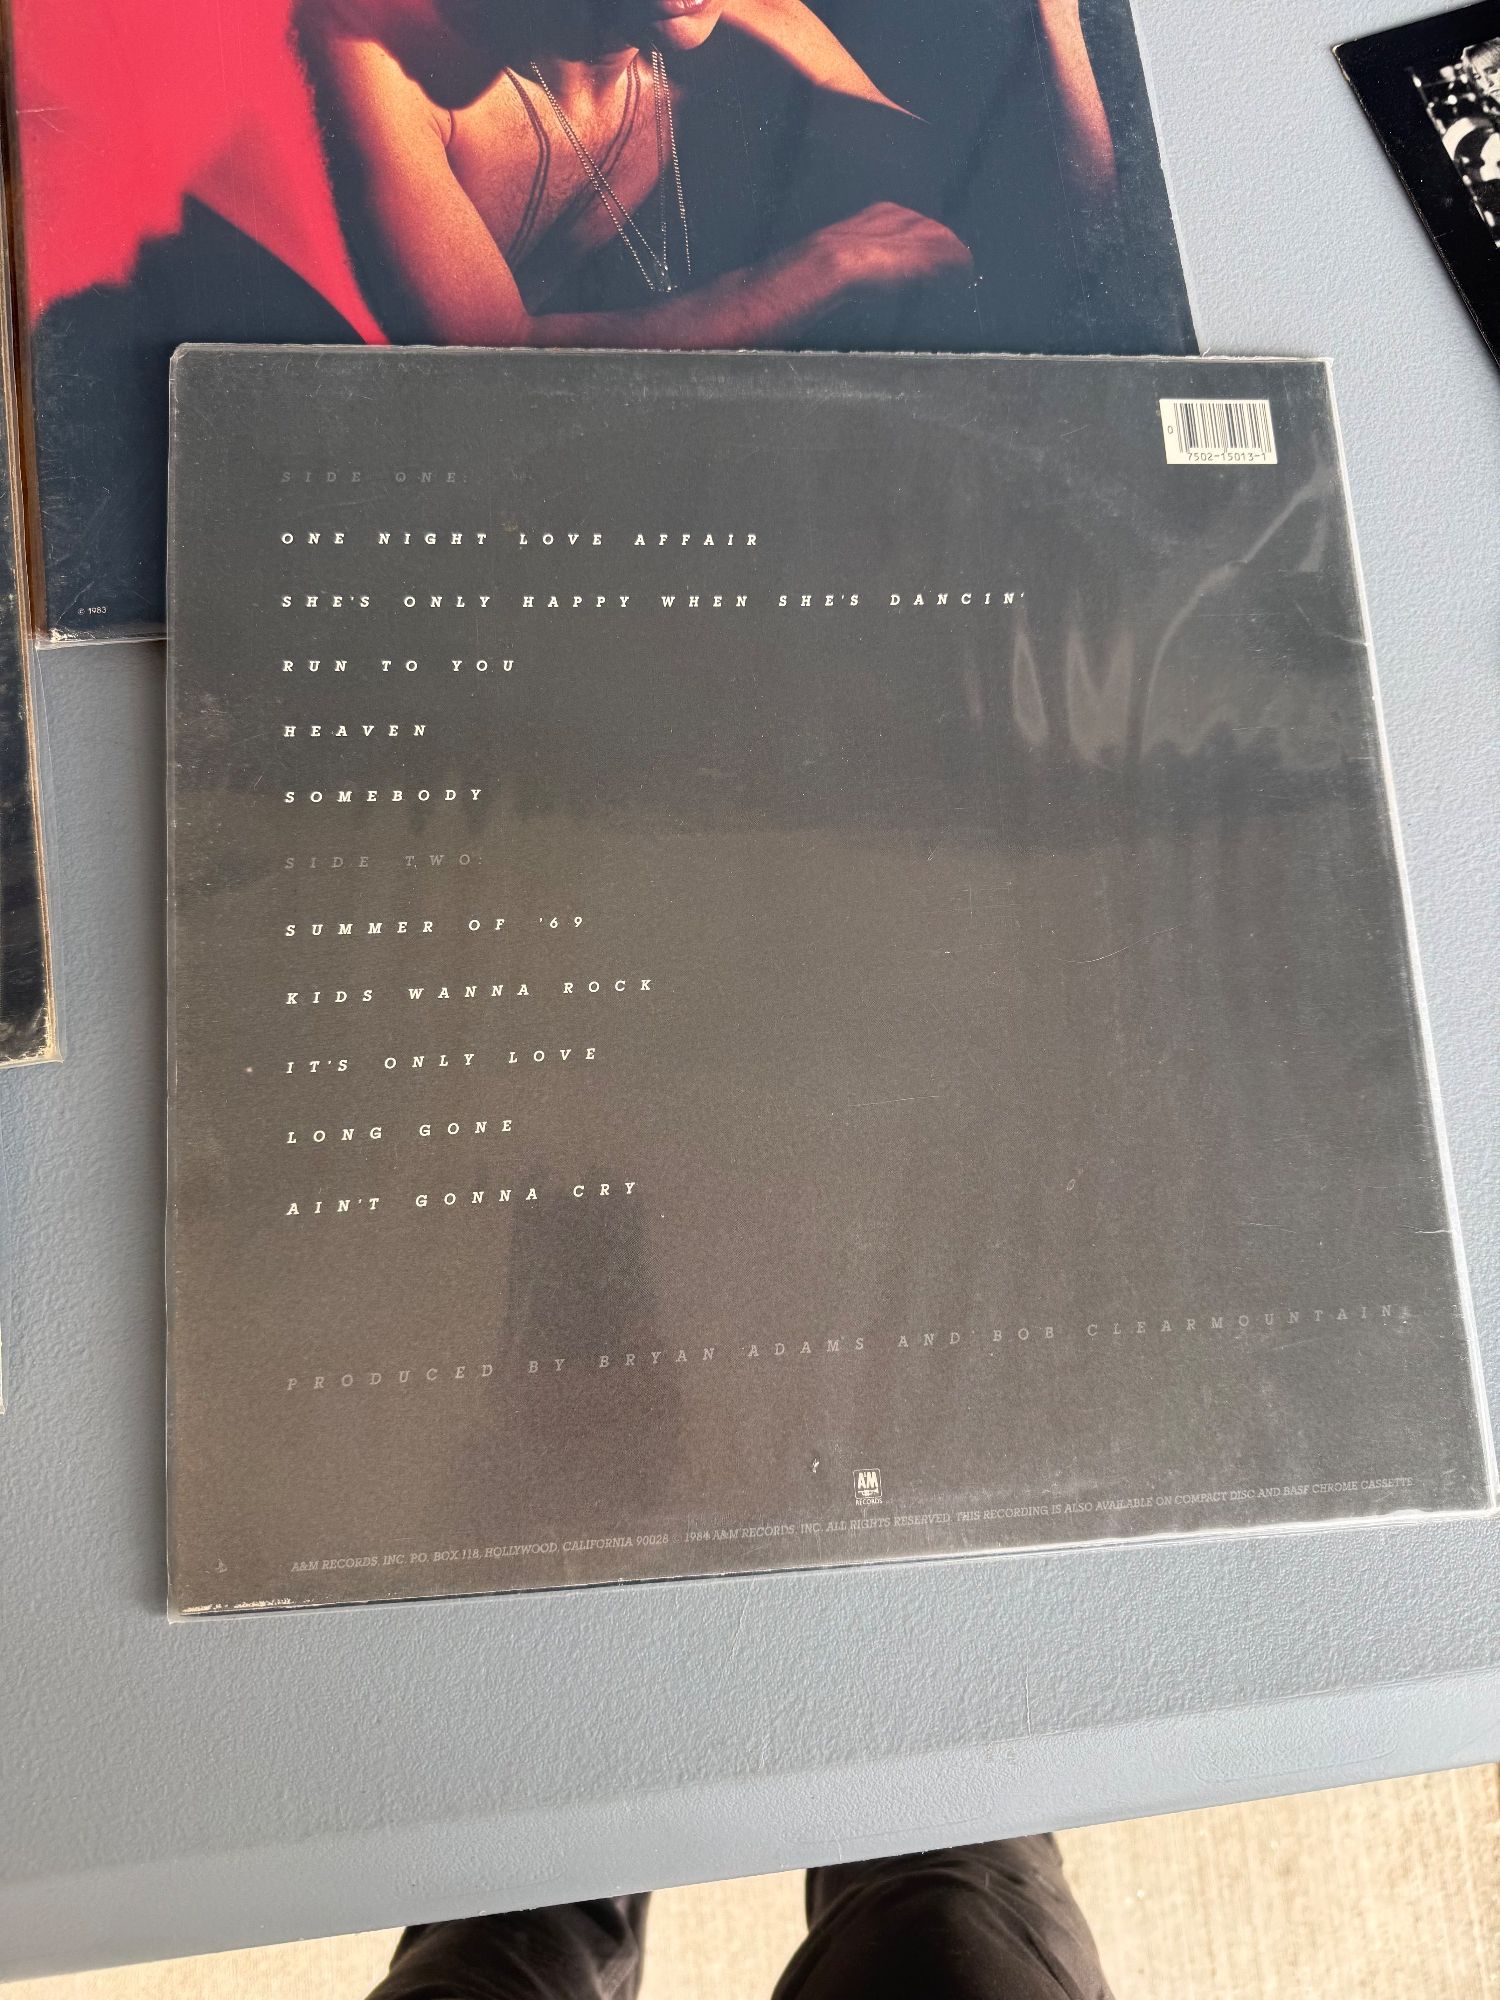 © 1983
0
7502-15013-1
SIDE ONE:
ONE NIGHT LOVE AFFAIR
SHE'S ONLY HAPPY WHEN SHE'S DANCIN'
RUN TO YOU
HEAVEN
SOMEBODY
SIDE TWO:
SUMMER OF '69
KIDS WANNA ROCK
IT'S ONLY LOVE
LONG GONE
AIN'T GONNA CRY
PRODUCED BY BRYAN ADAMS AND BOB CLEARMOUNTAIN
A&M
RECORDS
A&M RECORDS, INC. P.O. BOX 118, HOLLYWOOD, CALIFORNIA 90028 © 1984 A&M RECORDS, INC. ALL RIGHTS RESERVED. THIS RECORDING IS ALSO AVAILABLE ON COMPACT DISC AND BASF CHROME CASSETTE